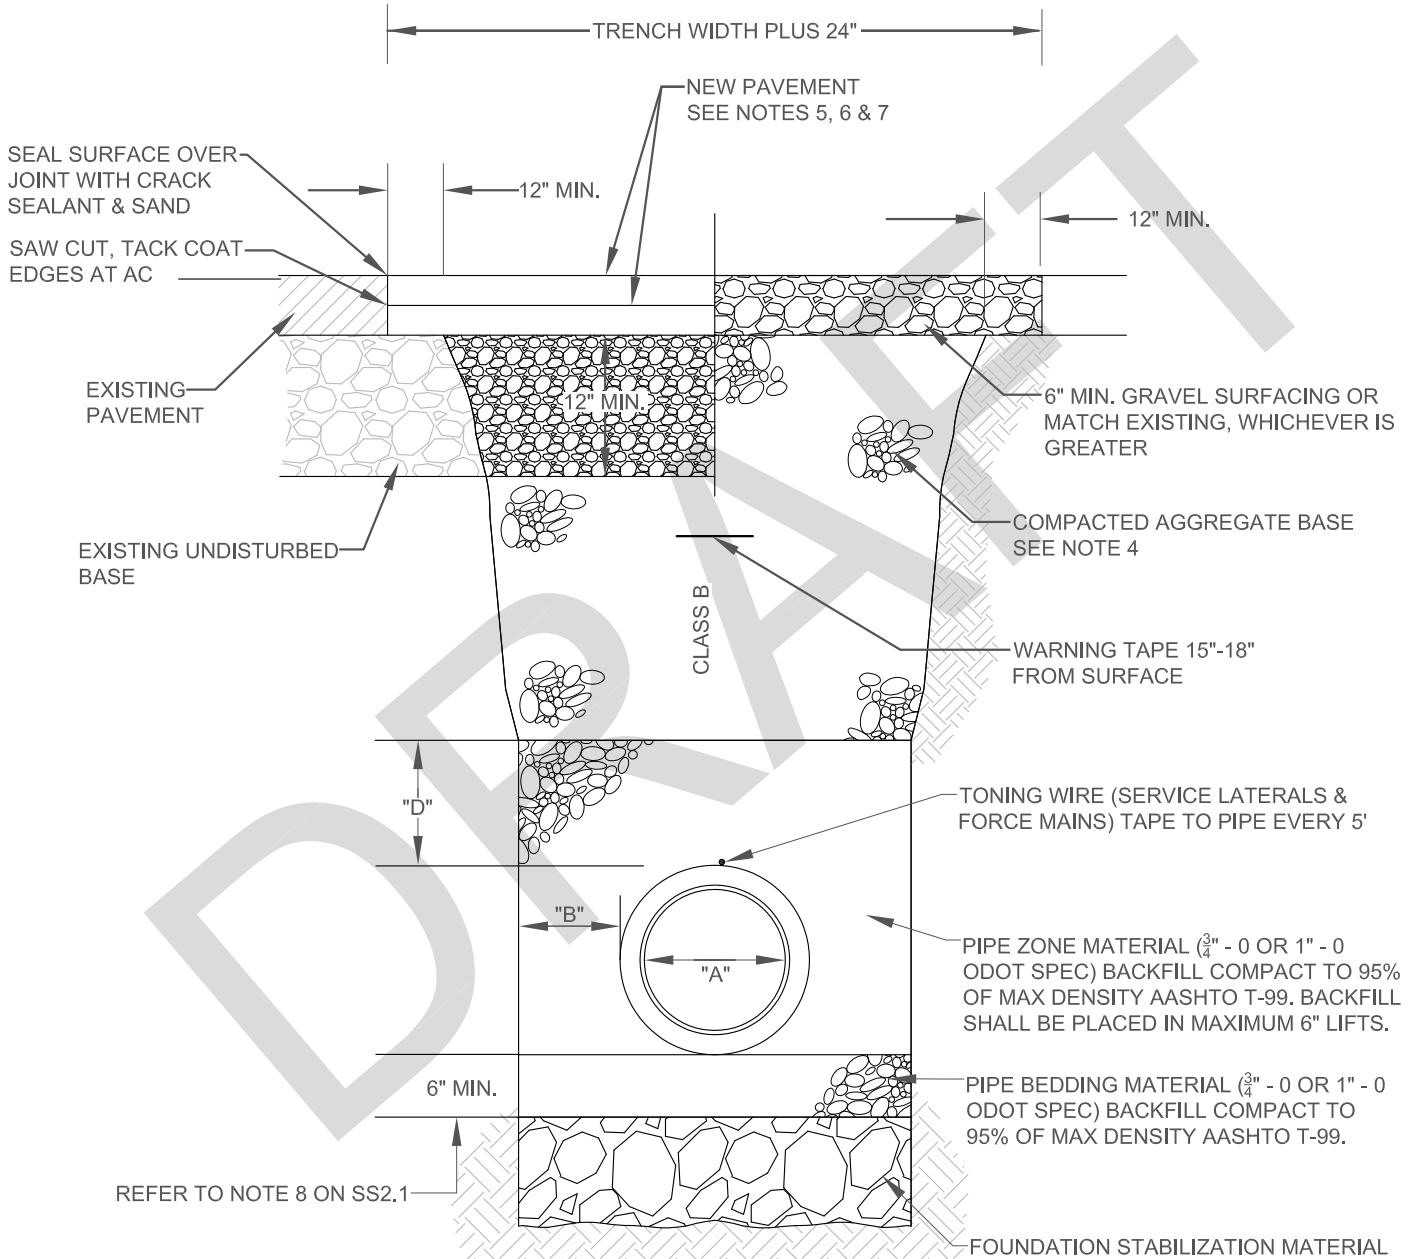 TRENCH WIDTH PLUS 24"
NEW PAVEMENT
SEE NOTES 5, 6 & 7
SEAL SURFACE OVER
JOINT WITH CRACK
SEALANT & SAND
12" MIN.
12" MIN.
SAW CUT, TACK COAT
EDGES AT AC
EXISTING
PAVEMENT
12" MIN.
6" MIN. GRAVEL SURFACING OR
MATCH EXISTING, WHICHEVER IS
GREATER
COMPACTED AGGREGATE BASE
SEE NOTE 4
EXISTING UNDISTURBED
BASE
CLASS B
WARNING TAPE 15"-18"
FROM SURFACE
"D"
TONING WIRE (SERVICE LATERALS &
FORCE MAINS) TAPE TO PIPE EVERY 5'
"B"
"A"
PIPE ZONE MATERIAL (3/4" - 0 OR 1" - 0
ODOT SPEC) BACKFILL COMPACT TO 95%
OF MAX DENSITY AASHTO T-99. BACKFILL
SHALL BE PLACED IN MAXIMUM 6" LIFTS.
6" MIN.
PIPE BEDDING MATERIAL (3/4" - 0 OR 1" - 0
ODOT SPEC) BACKFILL COMPACT TO
95% OF MAX DENSITY AASHTO T-99.
REFER TO NOTE 8 ON SS2.1
FOUNDATION STABILIZATION MATERIAL
DRAFT